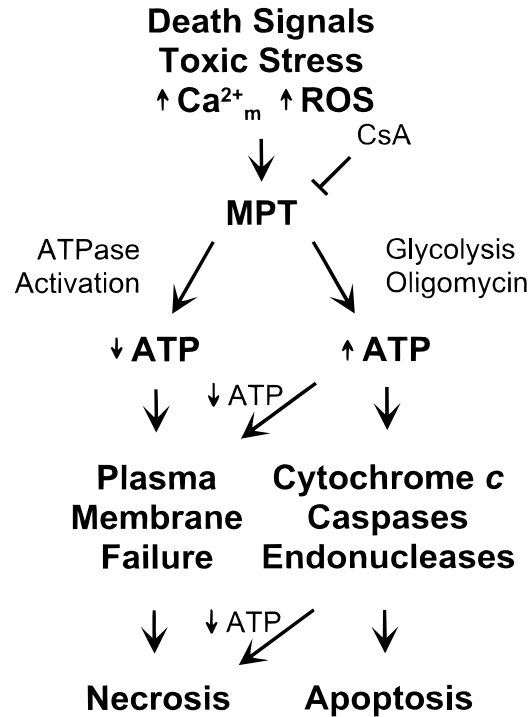 Death Signals
Toxic Stress
↑ Ca²⁺ₘ ↑ ROS
CsA
MPT
ATPase
Activation
Glycolysis
Oligomycin
↓ ATP
↑ ATP
↓ ATP
Plasma
Membrane
Failure
Cytochrome c
Caspases
Endonucleases
↓ ATP
Necrosis
Apoptosis